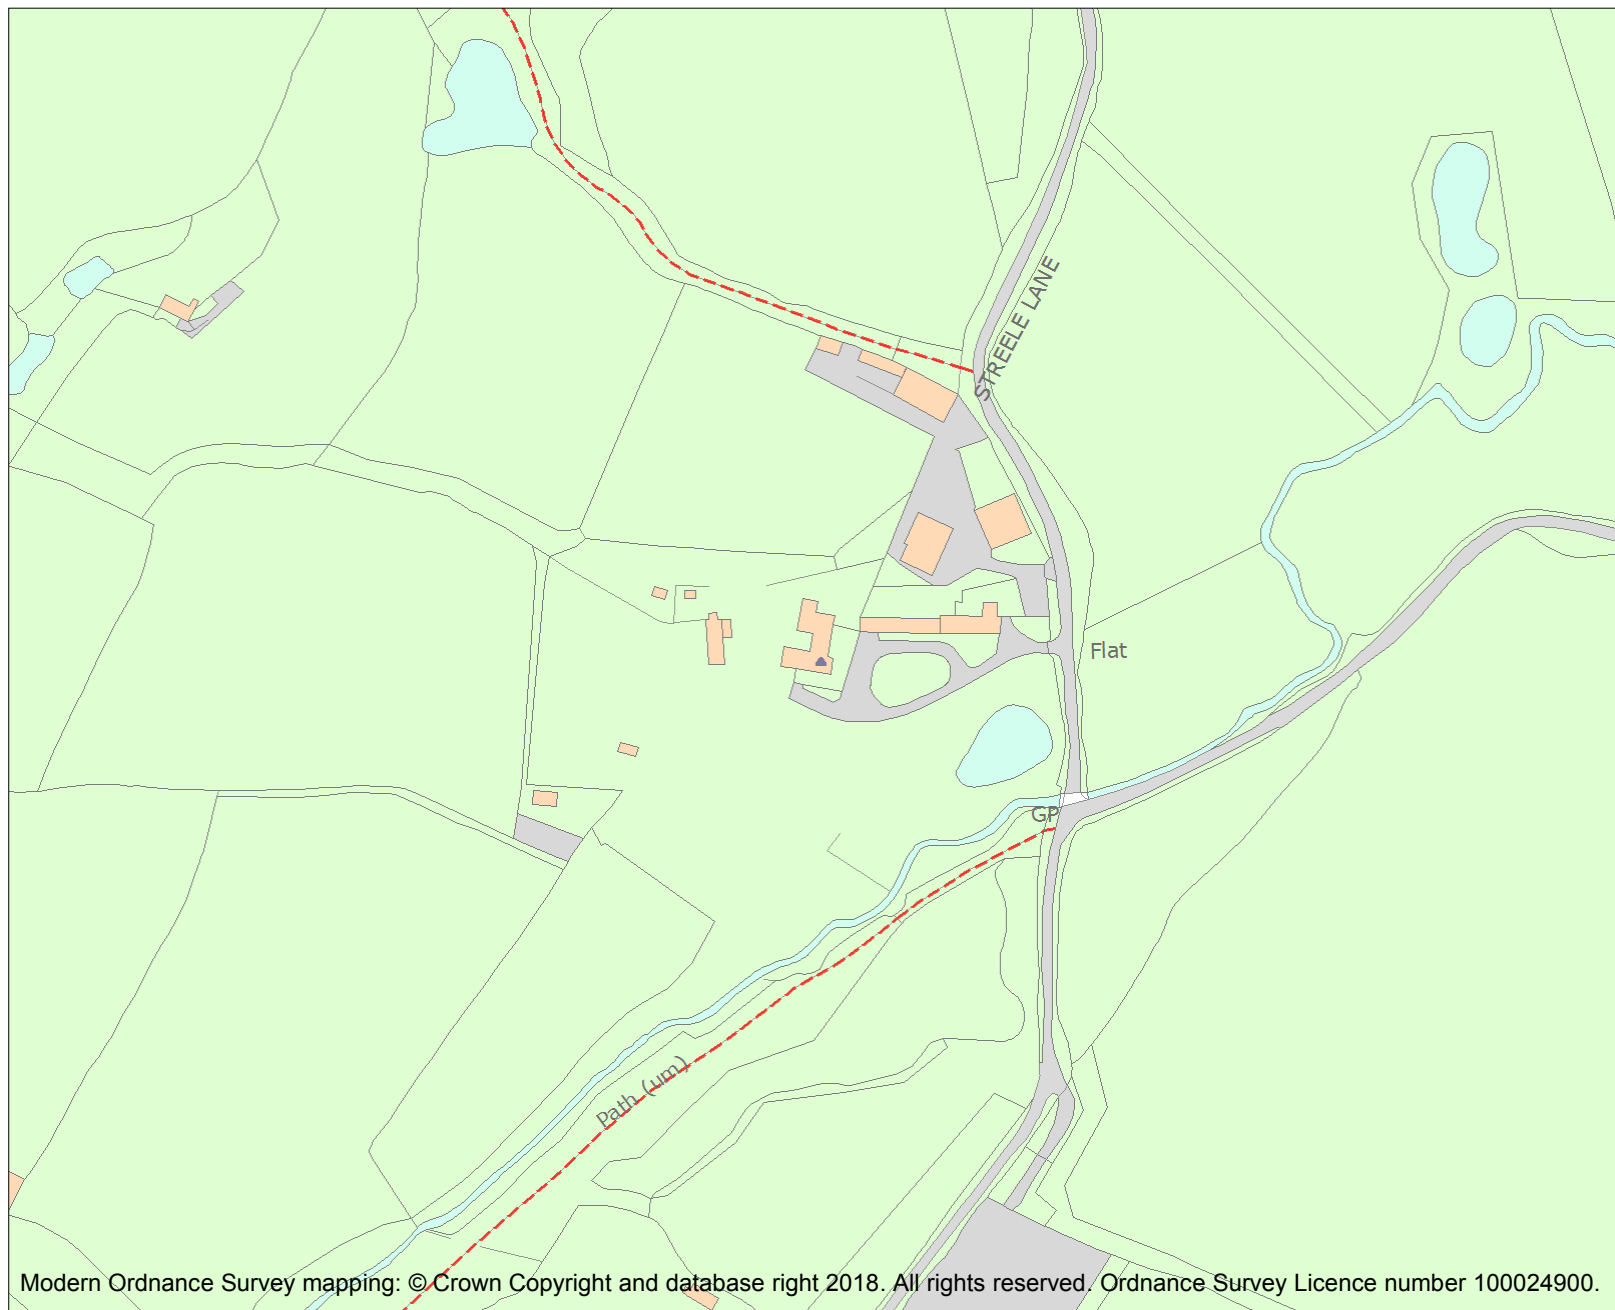 STREELE LANE
Flat
GP
Path (um)
Modern Ordnance Survey mapping: © Crown Copyright and database right 2018. All rights reserved. Ordnance Survey Licence number 100024900.